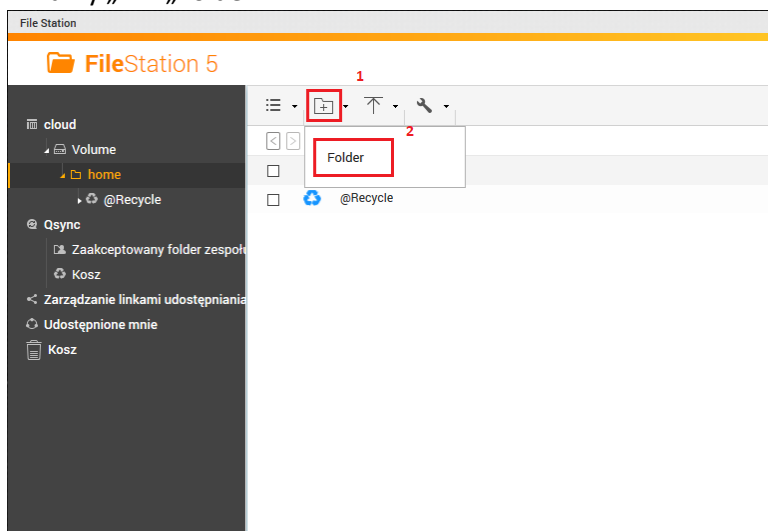 File Station
FileStation 5
1
2
Folder
@Recycle
cloud
Volume
home
@Recycle
Qsync
Zaakceptowany folder zespołu
Kosz
Zarządzanie linkami udostępniania
Udostępnione mnie
Kosz